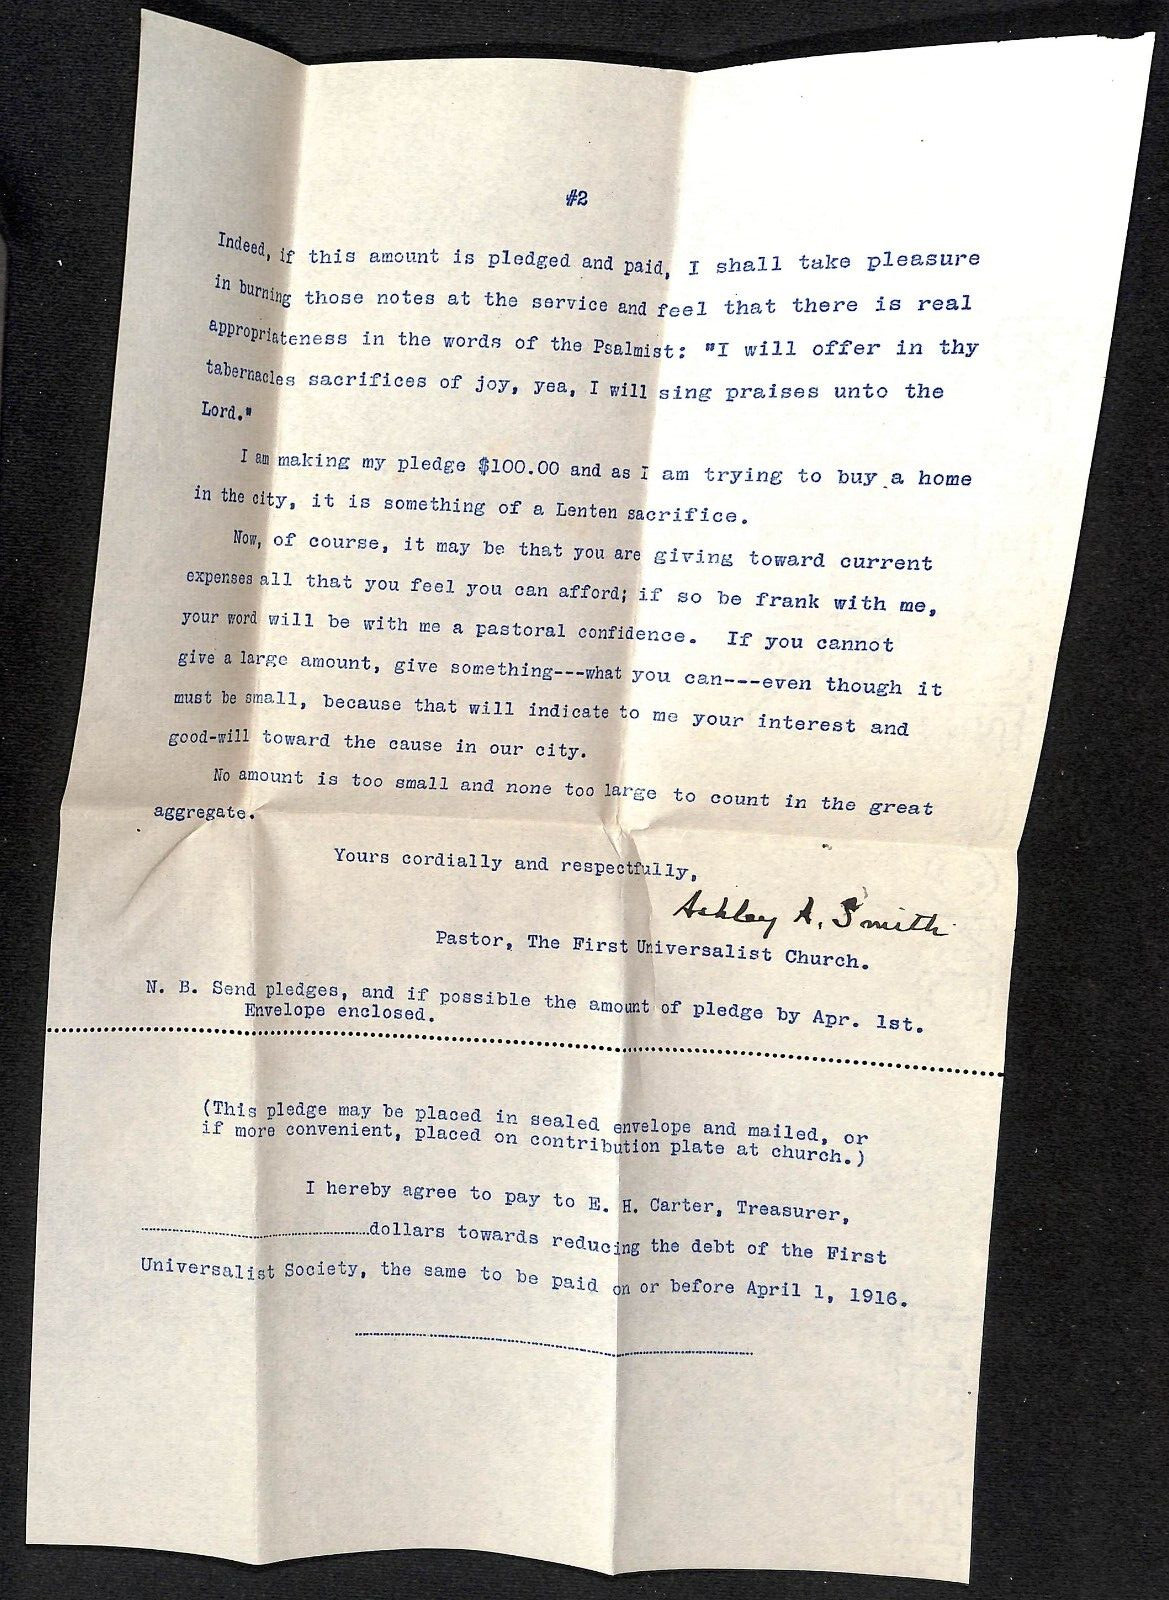 #2
Indeed, if this amount is pledged and paid, I shall take pleasure
in burning those notes at the service and feel that there is real
appropriateness in the words of the Psalmist: "I will offer in thy
tabernacles sacrifices of joy, yea, I will sing praises unto the
Lord."
I am making my pledge $100.00 and as I am trying to buy a home
in the city, it is something of a Lenten sacrifice.
Now, of course, it may be that you are giving toward current
expenses all that you feel you can afford; if so be frank with me,
your word will be with me a pastoral confidence. If you cannot
give a large amount, give something---what you can---even though it
must be small, because that will indicate to me your interest and
good-will toward the cause in our city.
No amount is too small and none too large to count in the great
aggregate.
Yours cordially and respectfully,
Ashley A. Smith
Pastor, The First Universalist Church.
N. B. Send pledges, and if possible the amount of pledge by Apr. 1st.
Envelope enclosed.
(This pledge may be placed in sealed envelope and mailed, or
if more convenient, placed on contribution plate at church.)
I hereby agree to pay to E. H. Carter, Treasurer,
....................dollars towards reducing the debt of the First
Universalist Society, the same to be paid on or before April 1, 1916.